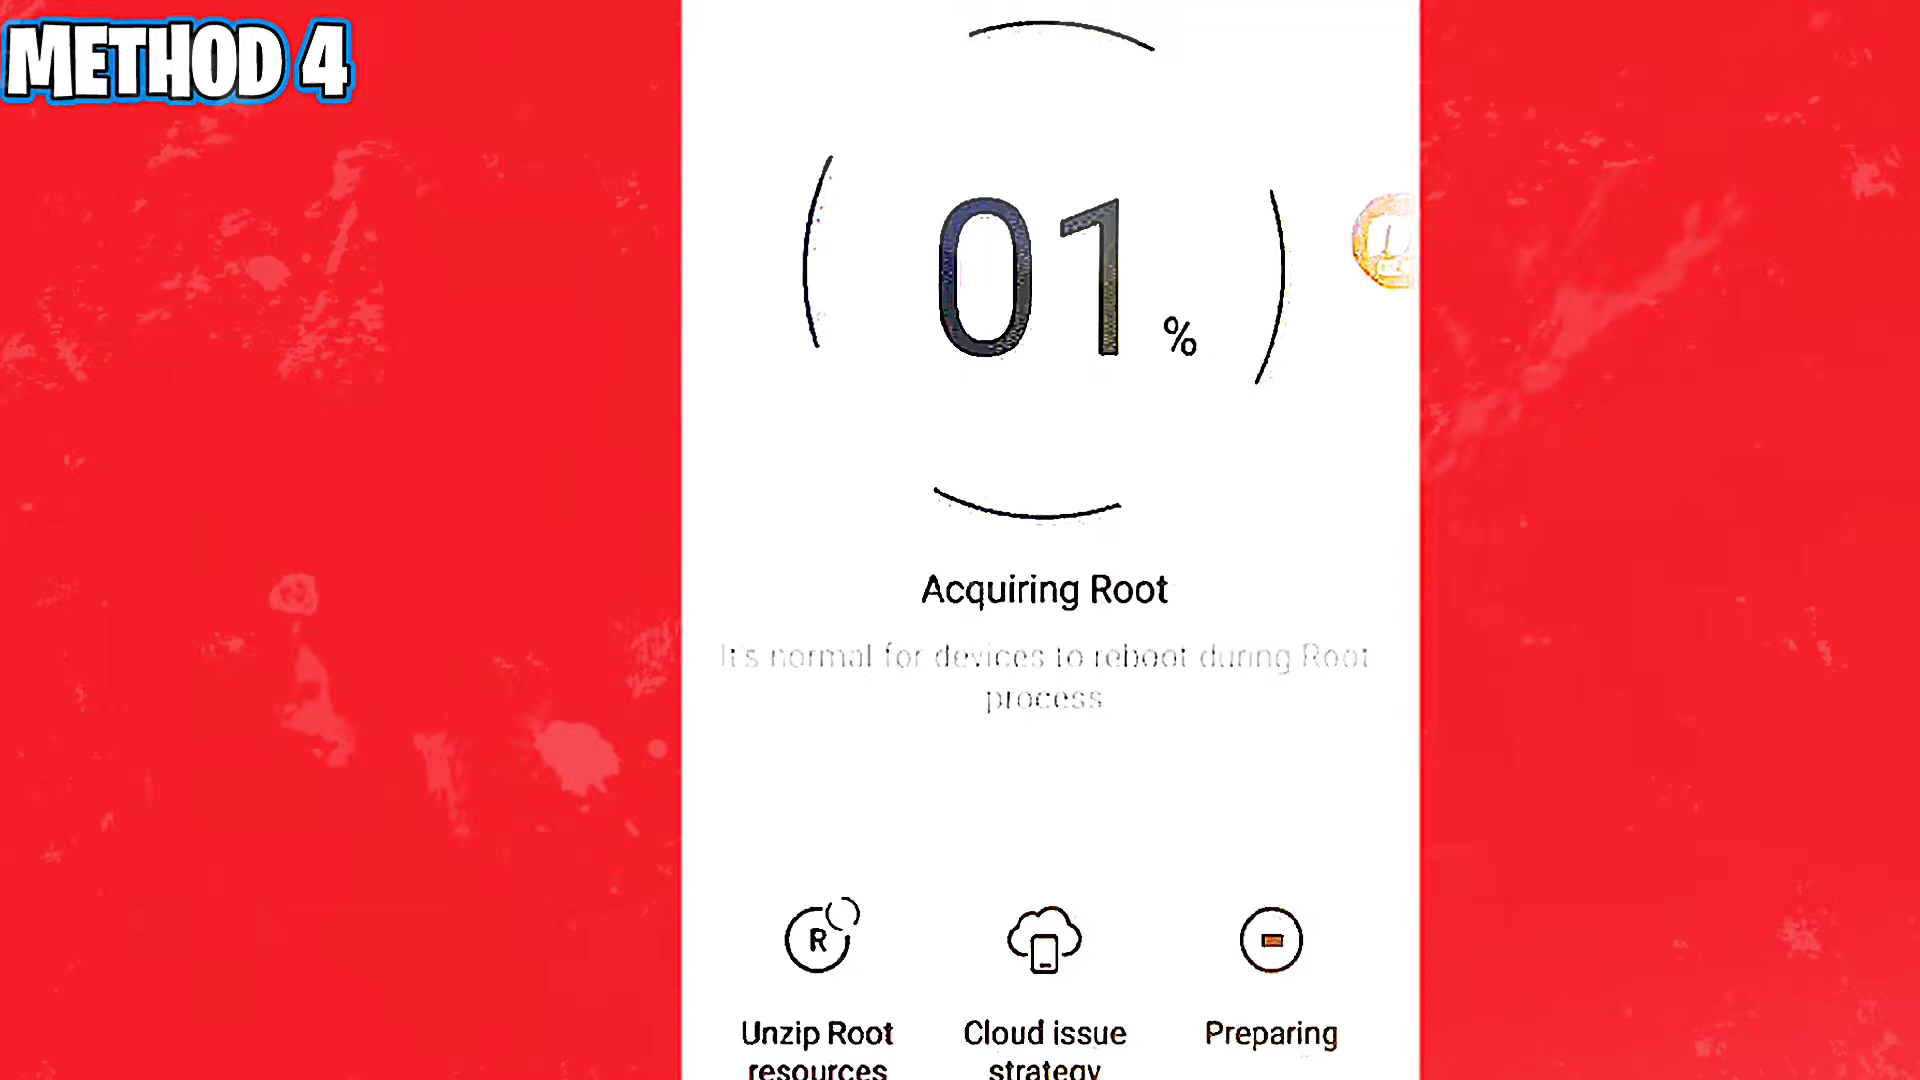 METHOD 4
01 %
Acquiring Root
It's normal for devices to reboot during Root
process
Unzip Root
resources
Cloud issue
strategy
Preparing